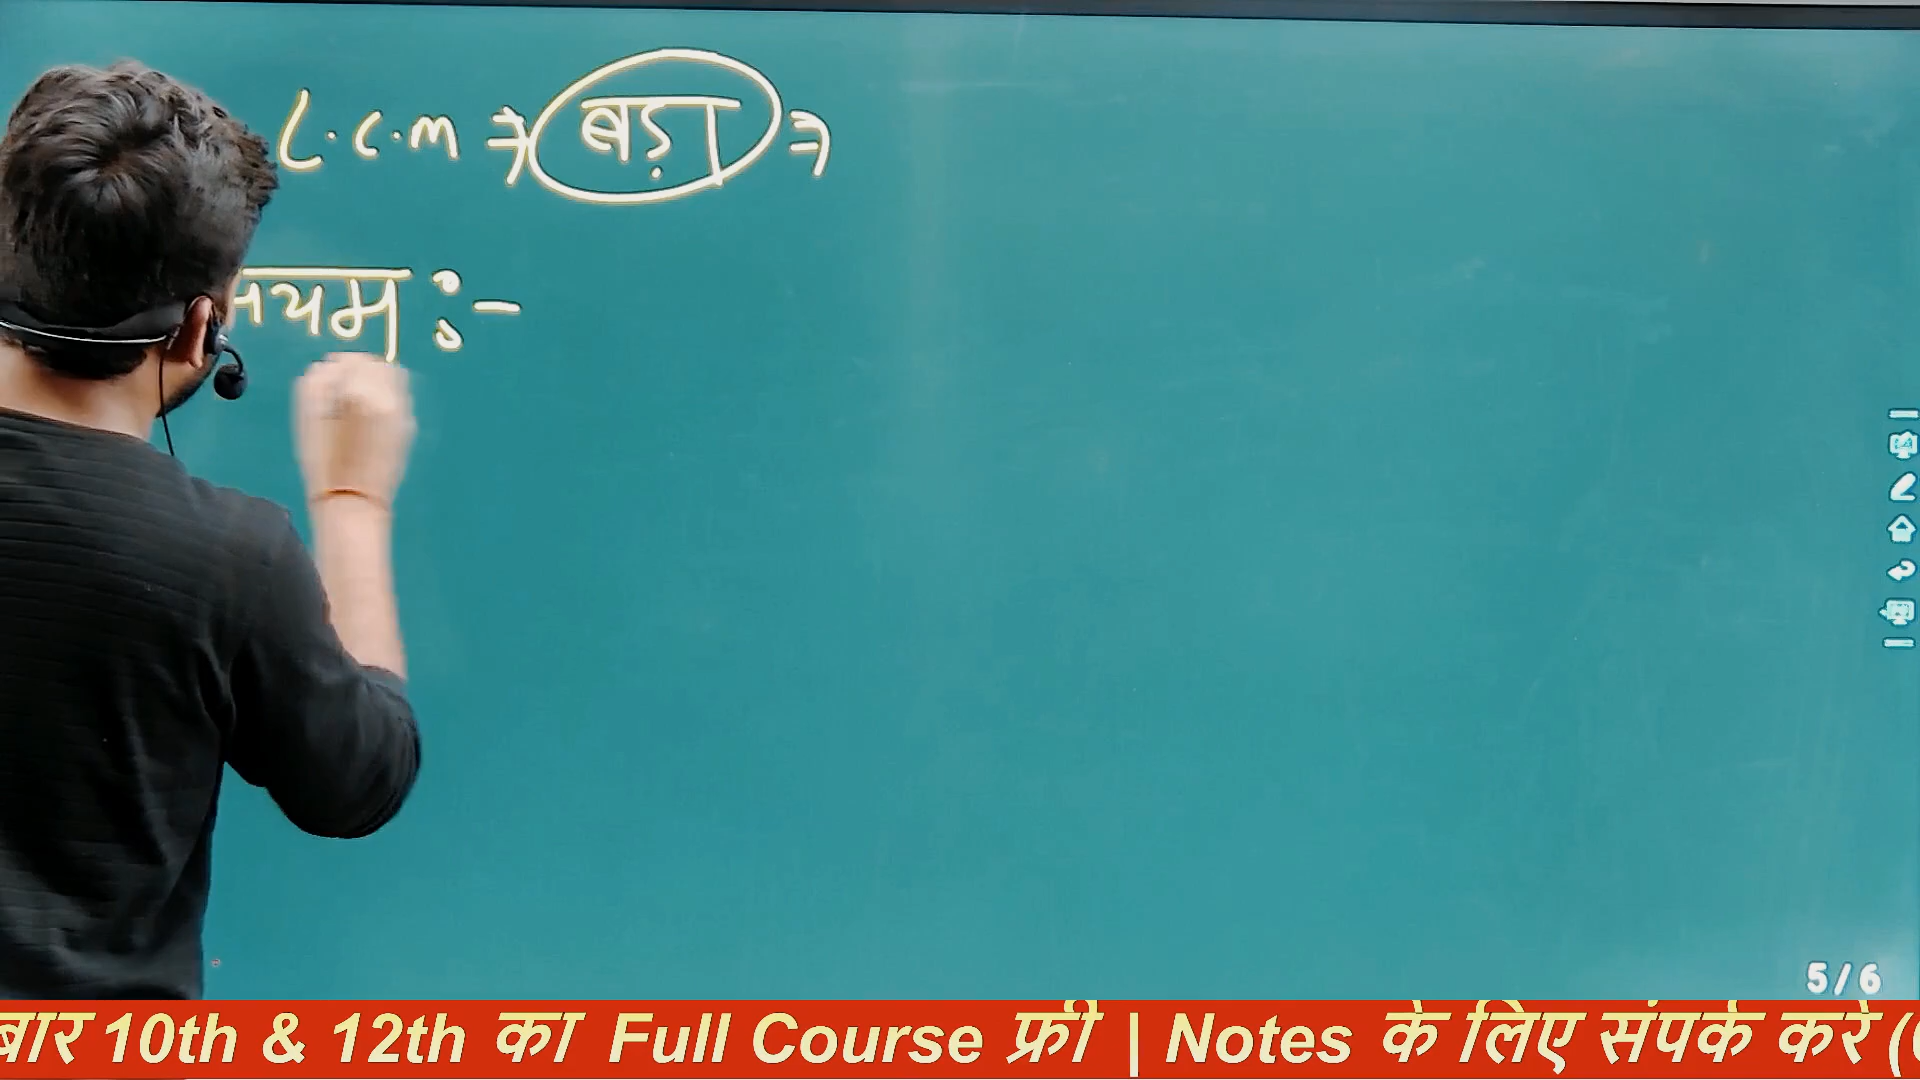 L.C.M ⇒ बड़ा ⇒
नियम :-
5/6
बार 10th & 12th का Full Course फ्री | Notes के लिए संपर्क करे (